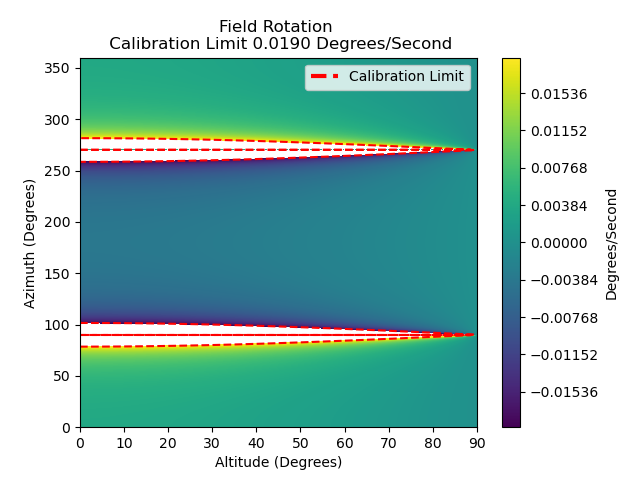 Field Rotation
Calibration Limit 0.0190 Degrees/Second
Calibration Limit
350
300
250
200
150
100
50
0
Azimuth (Degrees)
0 10 20 30 40 50 60 70 80 90
Altitude (Degrees)
0.01536
0.01152
0.00768
0.00384
0.00000
−0.00384
−0.00768
−0.01152
−0.01536
Degrees/Second